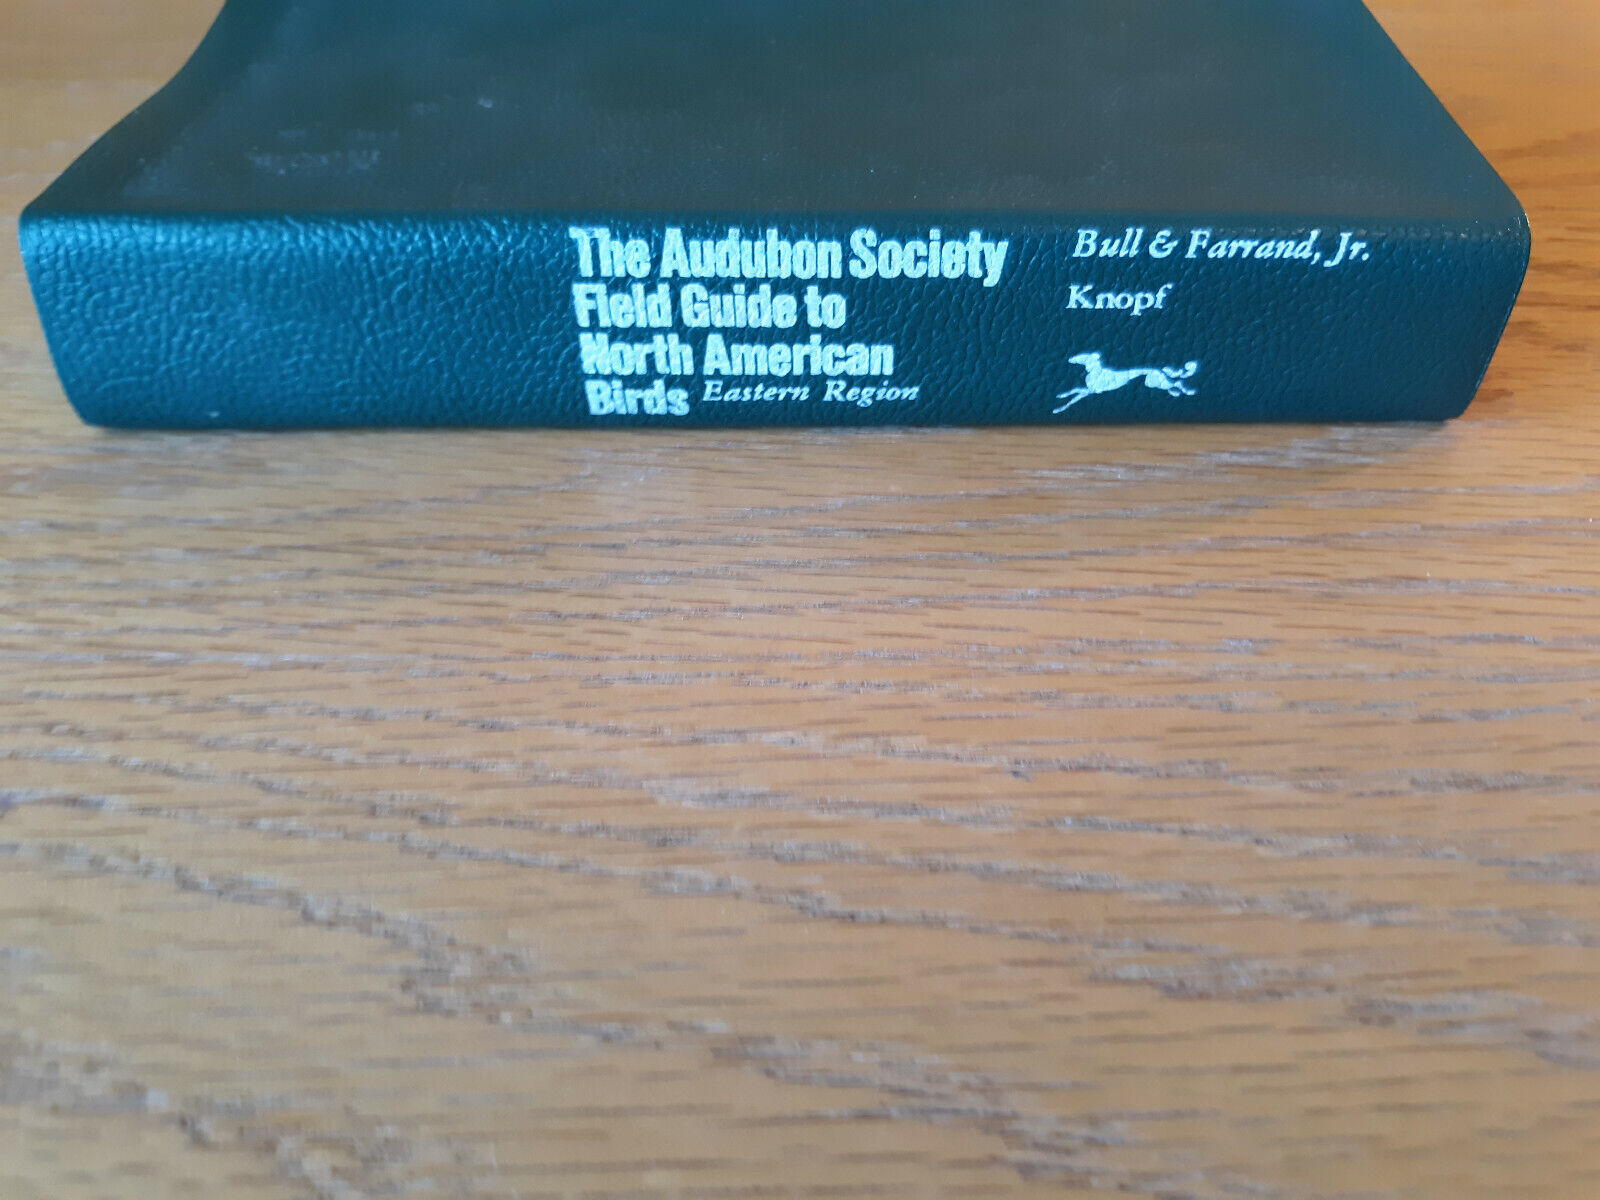 The Audubon Society
Field Guide to
North American
Birds Eastern Region
Bull & Farrand, Jr.
Knopf